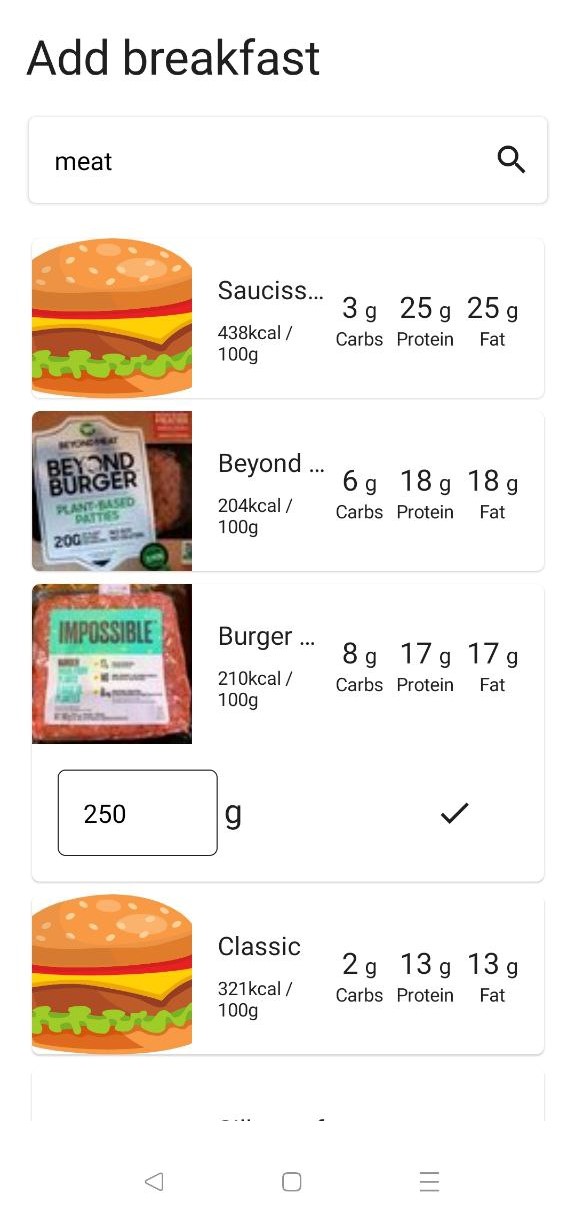 Add breakfast
meat
Sauciss...
438kcal /
100g
3 g
Carbs
25 g
Protein
25 g
Fat
BEYOND MEAT
BEYOND
BURGER
PLANT-BASED
PATTIES
20G
Beyond ...
204kcal /
100g
6 g
Carbs
18 g
Protein
18 g
Fat
IMPOSSIBLE
BURGER
Burger ...
210kcal /
100g
8 g
Carbs
17 g
Protein
17 g
Fat
250
g
Classic
321kcal /
100g
2 g
Carbs
13 g
Protein
13 g
Fat